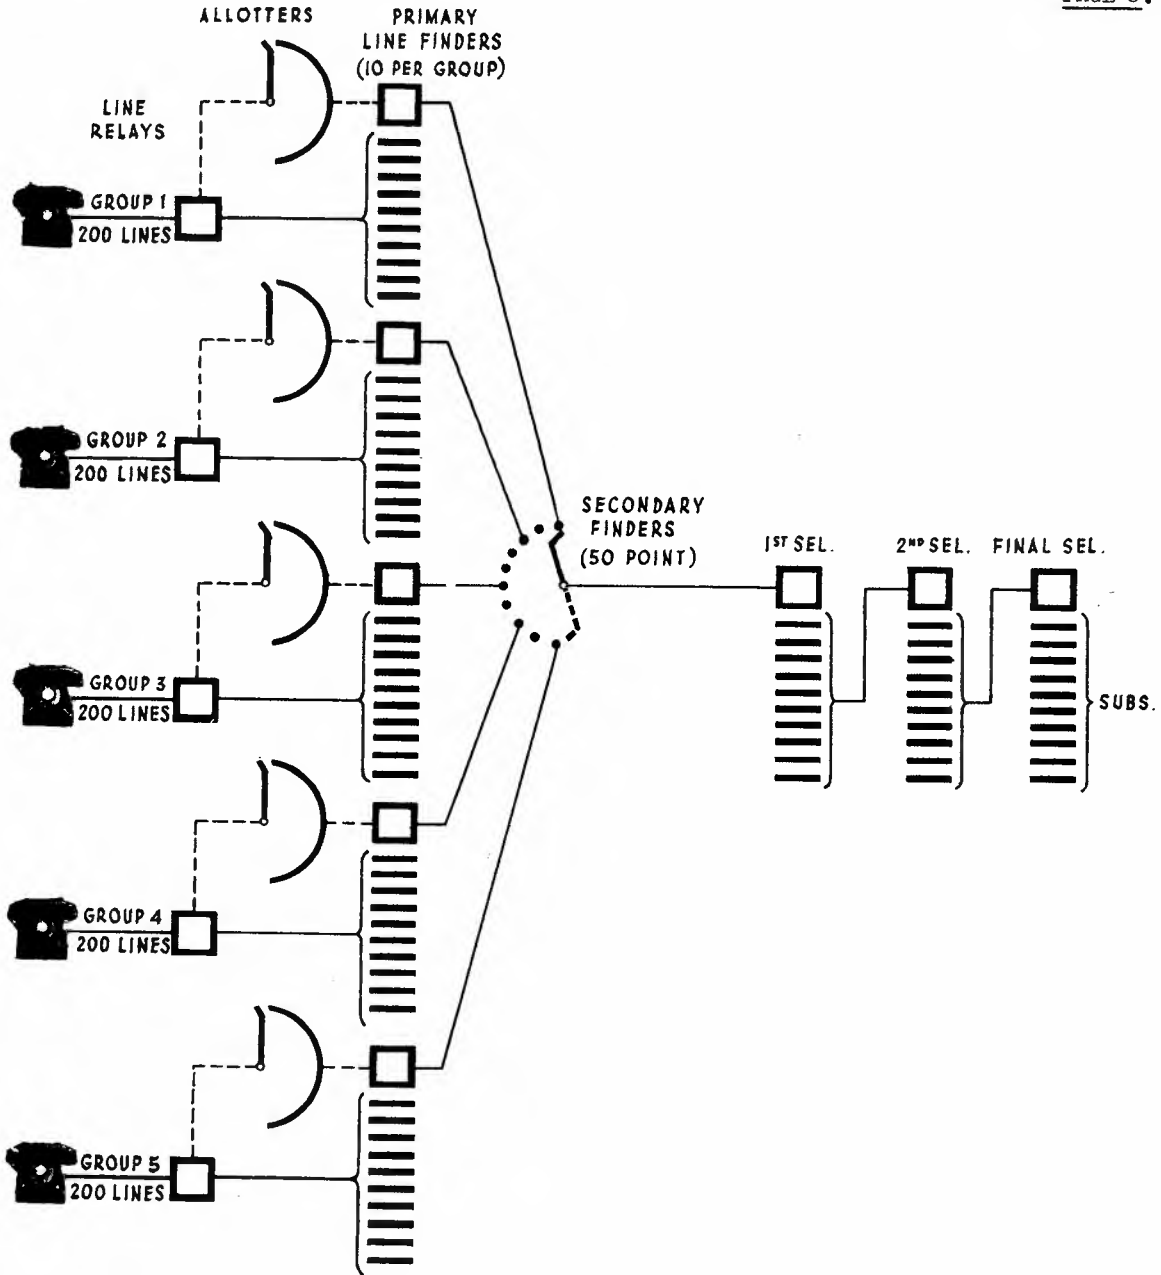 ALLOTTERS
PRIMARY
LINE FINDERS
(10 PER GROUP)
LINE
RELAYS
GROUP 1
200 LINES
GROUP 2
200 LINES
SECONDARY
FINDERS
(50 POINT)
1ST SEL.
2ND SEL.
FINAL SEL.
GROUP 3
200 LINES
SUBS.
GROUP 4
200 LINES
GROUP 5
200 LINES